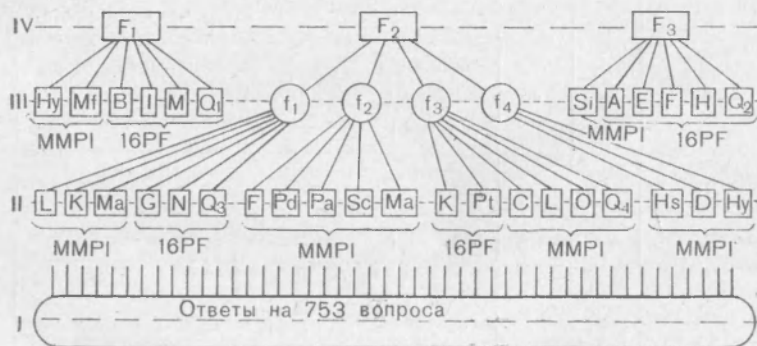 IV F₁ F₂ F₃
III Hy Mf B I M Q₁ f₁ f₂ f₃ f₄ Si A E F H Q₂
MMPI 16PF MMPI 16PF
II L K Ma G N Q₃ F Pd Pa Sc Ma K Pt C L O Q₄ Hs D Hy
MMPI 16PF MMPI 16PF MMPI MMPI
I Ответы на 753 вопроса